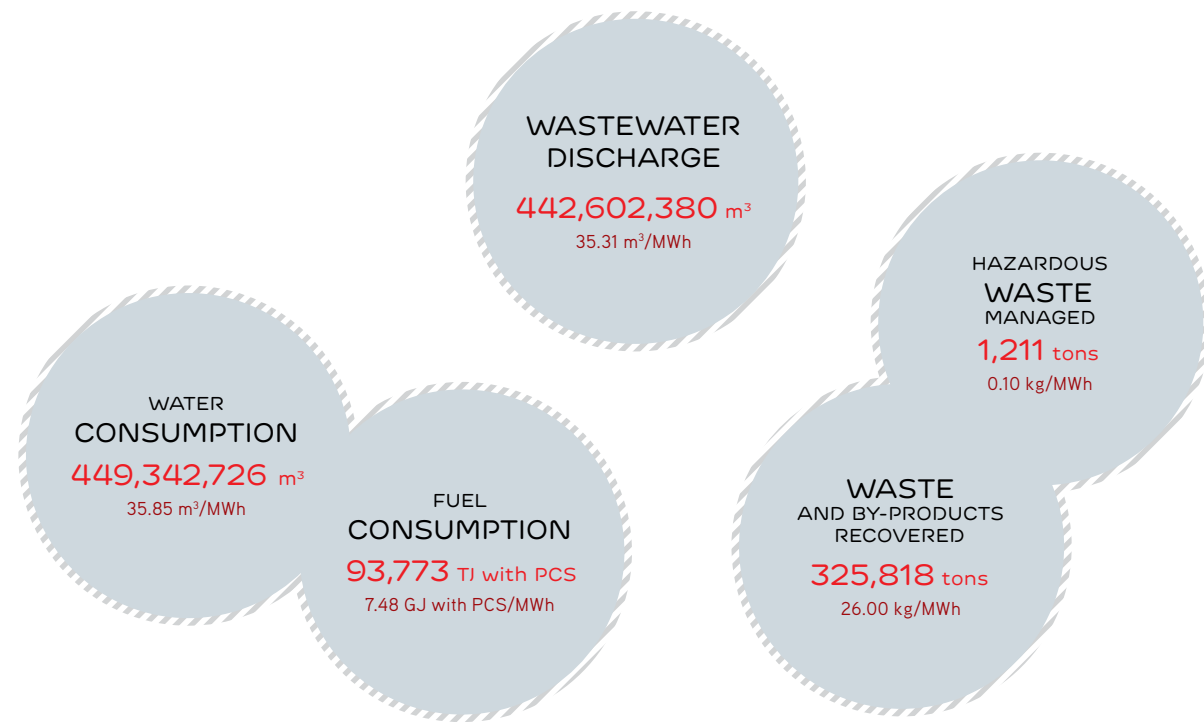 WASTEWATER
DISCHARGE
442,602,380 m³
35.31 m³/MWh
HAZARDOUS
WASTE
MANAGED
1,211 tons
0.10 kg/MWh
WATER
CONSUMPTION
449,342,726 m³
35.85 m³/MWh
FUEL
CONSUMPTION
93,773 TJ with PCS
7.48 GJ with PCS/MWh
WASTE
AND BY-PRODUCTS
RECOVERED
325,818 tons
26.00 kg/MWh